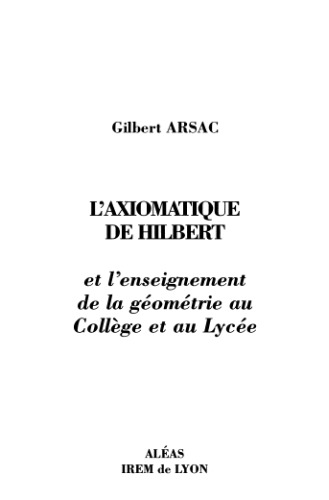 Gilbert ARSAC
L'AXIOMATIQUE
DE HILBERT
et l'enseignement
de la géométrie au
Collège et au Lycée
ALÉAS
IREM de LYON